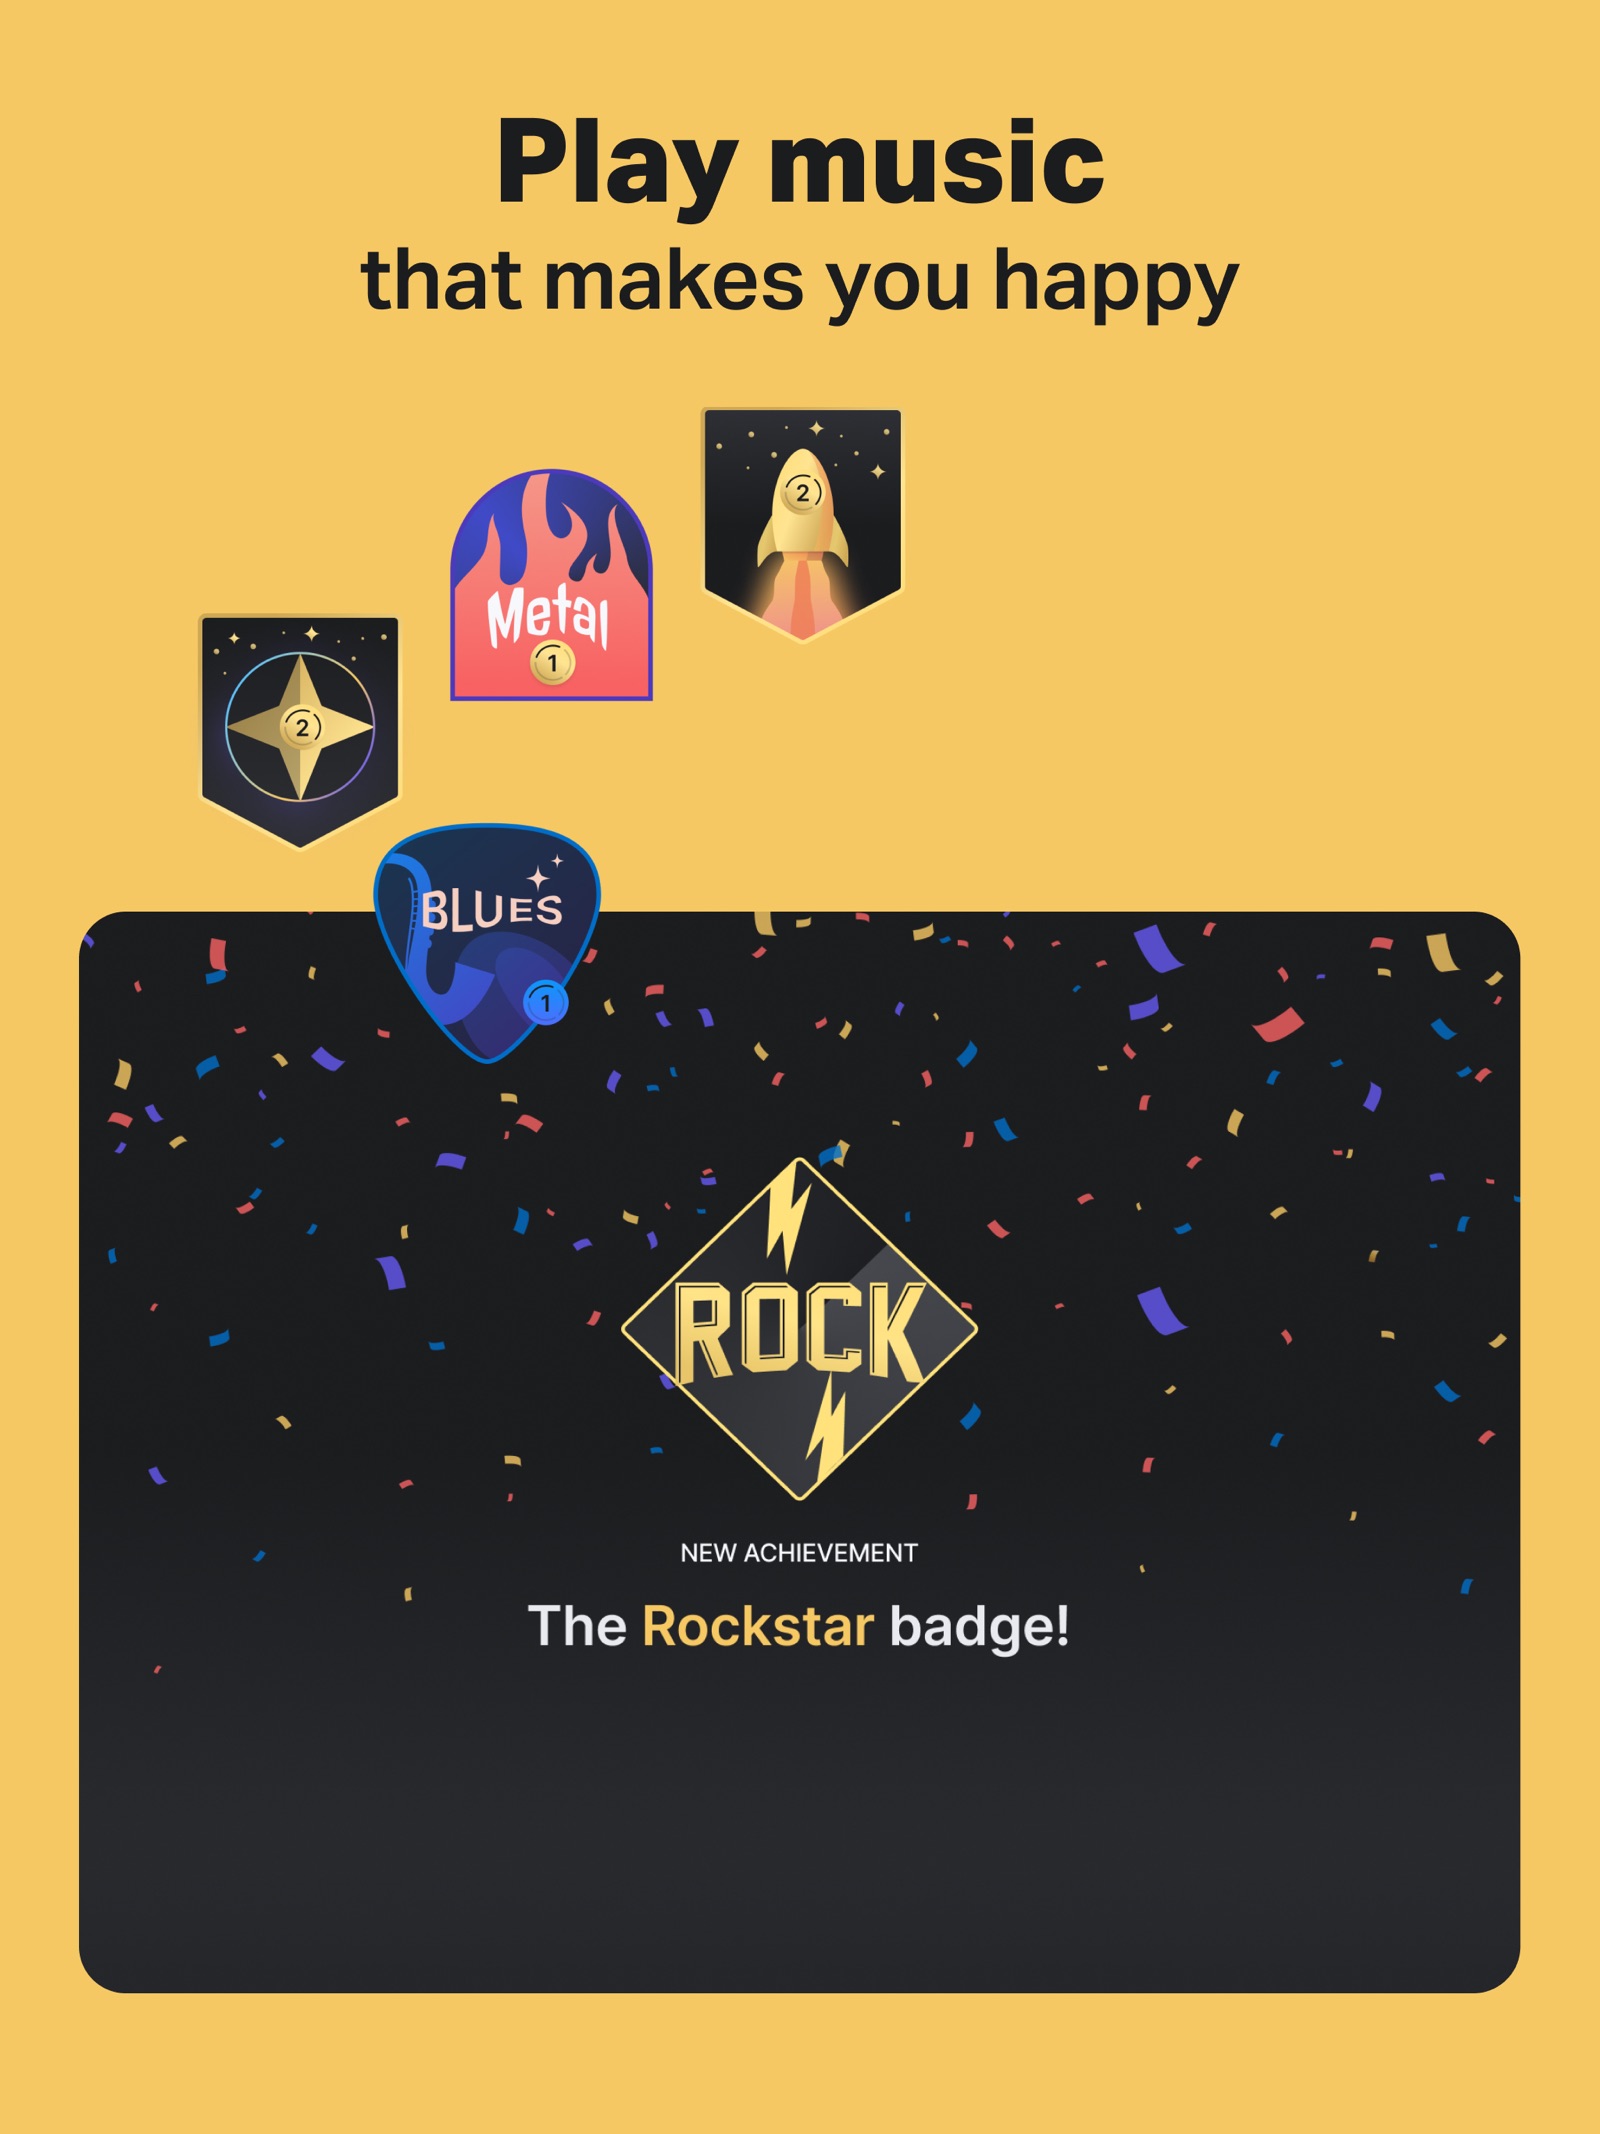 Play music
that makes you happy
2
Metal
1
2
BLUES
1
ROCK
NEW ACHIEVEMENT
The Rockstar badge!